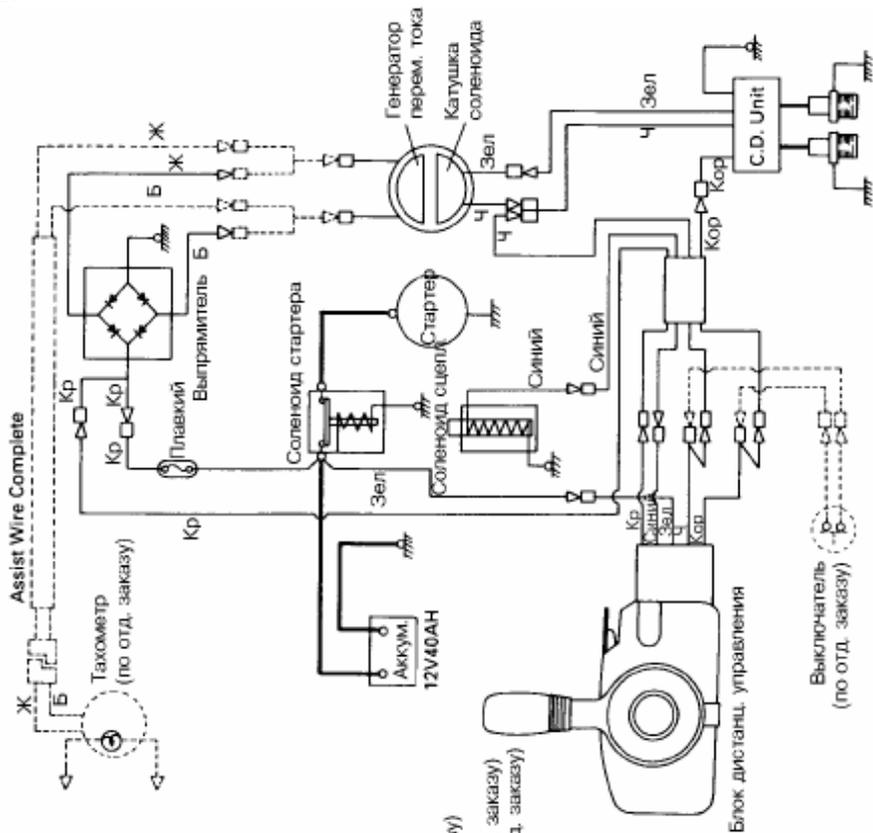 Assist Wire Complete
Тахометр
(по отд. заказу)
Ж
Б
Ж
Ж
Б
Б
Кр
Кр
Кр
Кр
Плавкий
Выпрямитель
Генератор
перем. тока
Катушка
соленоида
Зел
Ч
Ч
Зел
Ч
C.D. Unit
Кор
Кор
Соленоид стартера
Стартер
Зел
Соленоид сцепл.
Синий
Синий
Аккум.
12V40AH
Кр
Синий
Зел
Ч
Кор
Блок дистанц. управления
Выключатель
(по отд. заказу)
у)
заказу)
д. заказу)